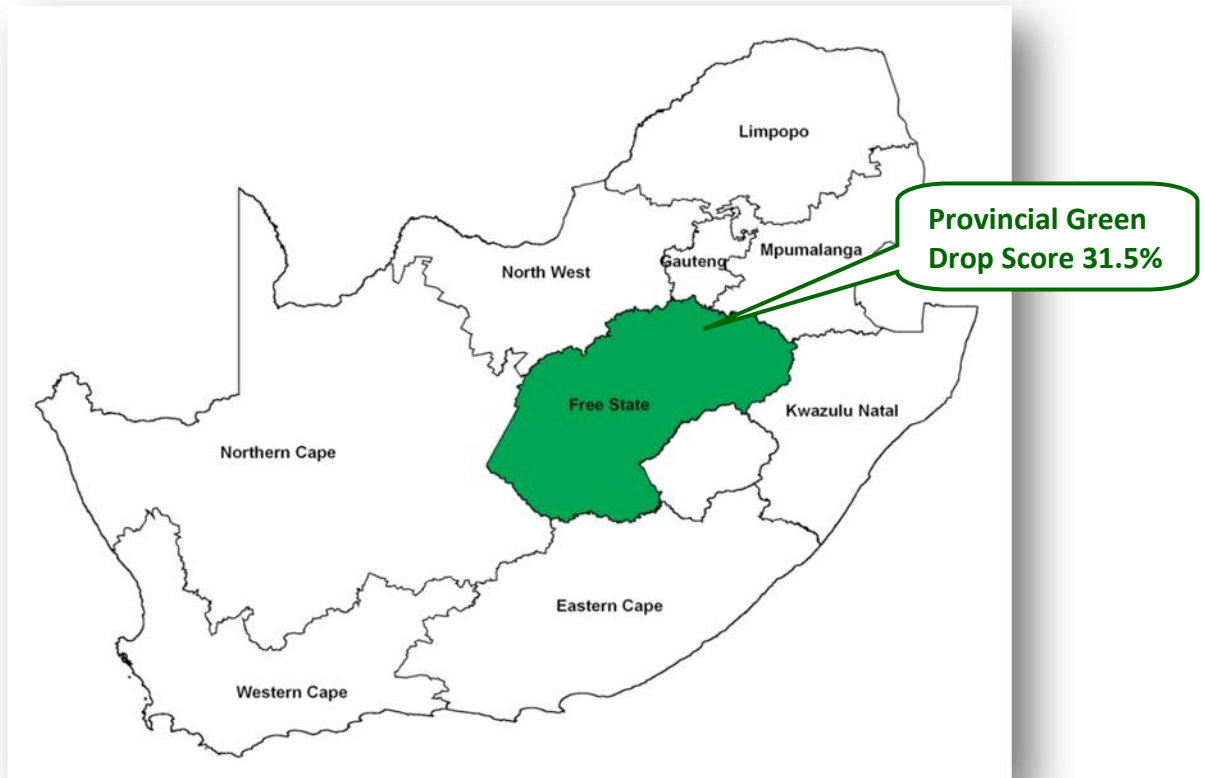 Limpopo
Provincial Green
Drop Score 31.5%
Mpumalanga
Gauteng
North West
Free State
Kwazulu Natal
Northern Cape
Eastern Cape
Western Cape